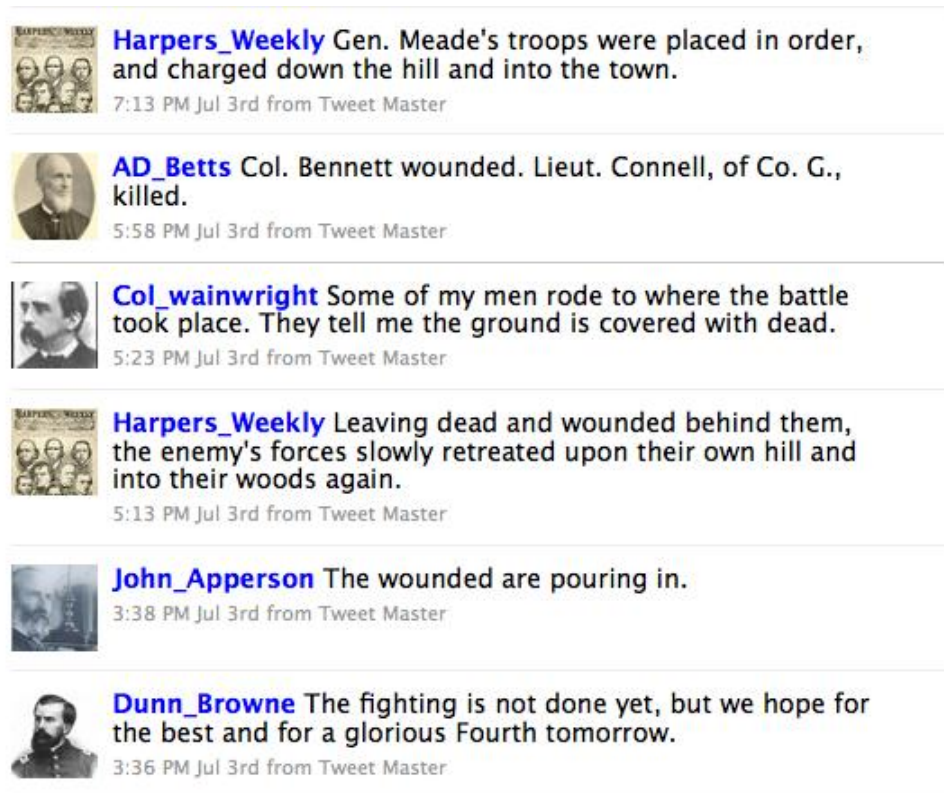 Harpers_Weekly Gen. Meade's troops were placed in order,
and charged down the hill and into the town.
7:13 PM Jul 3rd from Tweet Master
AD_Betts Col. Bennett wounded. Lieut. Connell, of Co. G.,
killed.
5:58 PM Jul 3rd from Tweet Master
Col_wainwright Some of my men rode to where the battle
took place. They tell me the ground is covered with dead.
5:23 PM Jul 3rd from Tweet Master
Harpers_Weekly Leaving dead and wounded behind them,
the enemy's forces slowly retreated upon their own hill and
into their woods again.
5:13 PM Jul 3rd from Tweet Master
John_Apperson The wounded are pouring in.
3:38 PM Jul 3rd from Tweet Master
Dunn_Browne The fighting is not done yet, but we hope for
the best and for a glorious Fourth tomorrow.
3:36 PM Jul 3rd from Tweet Master